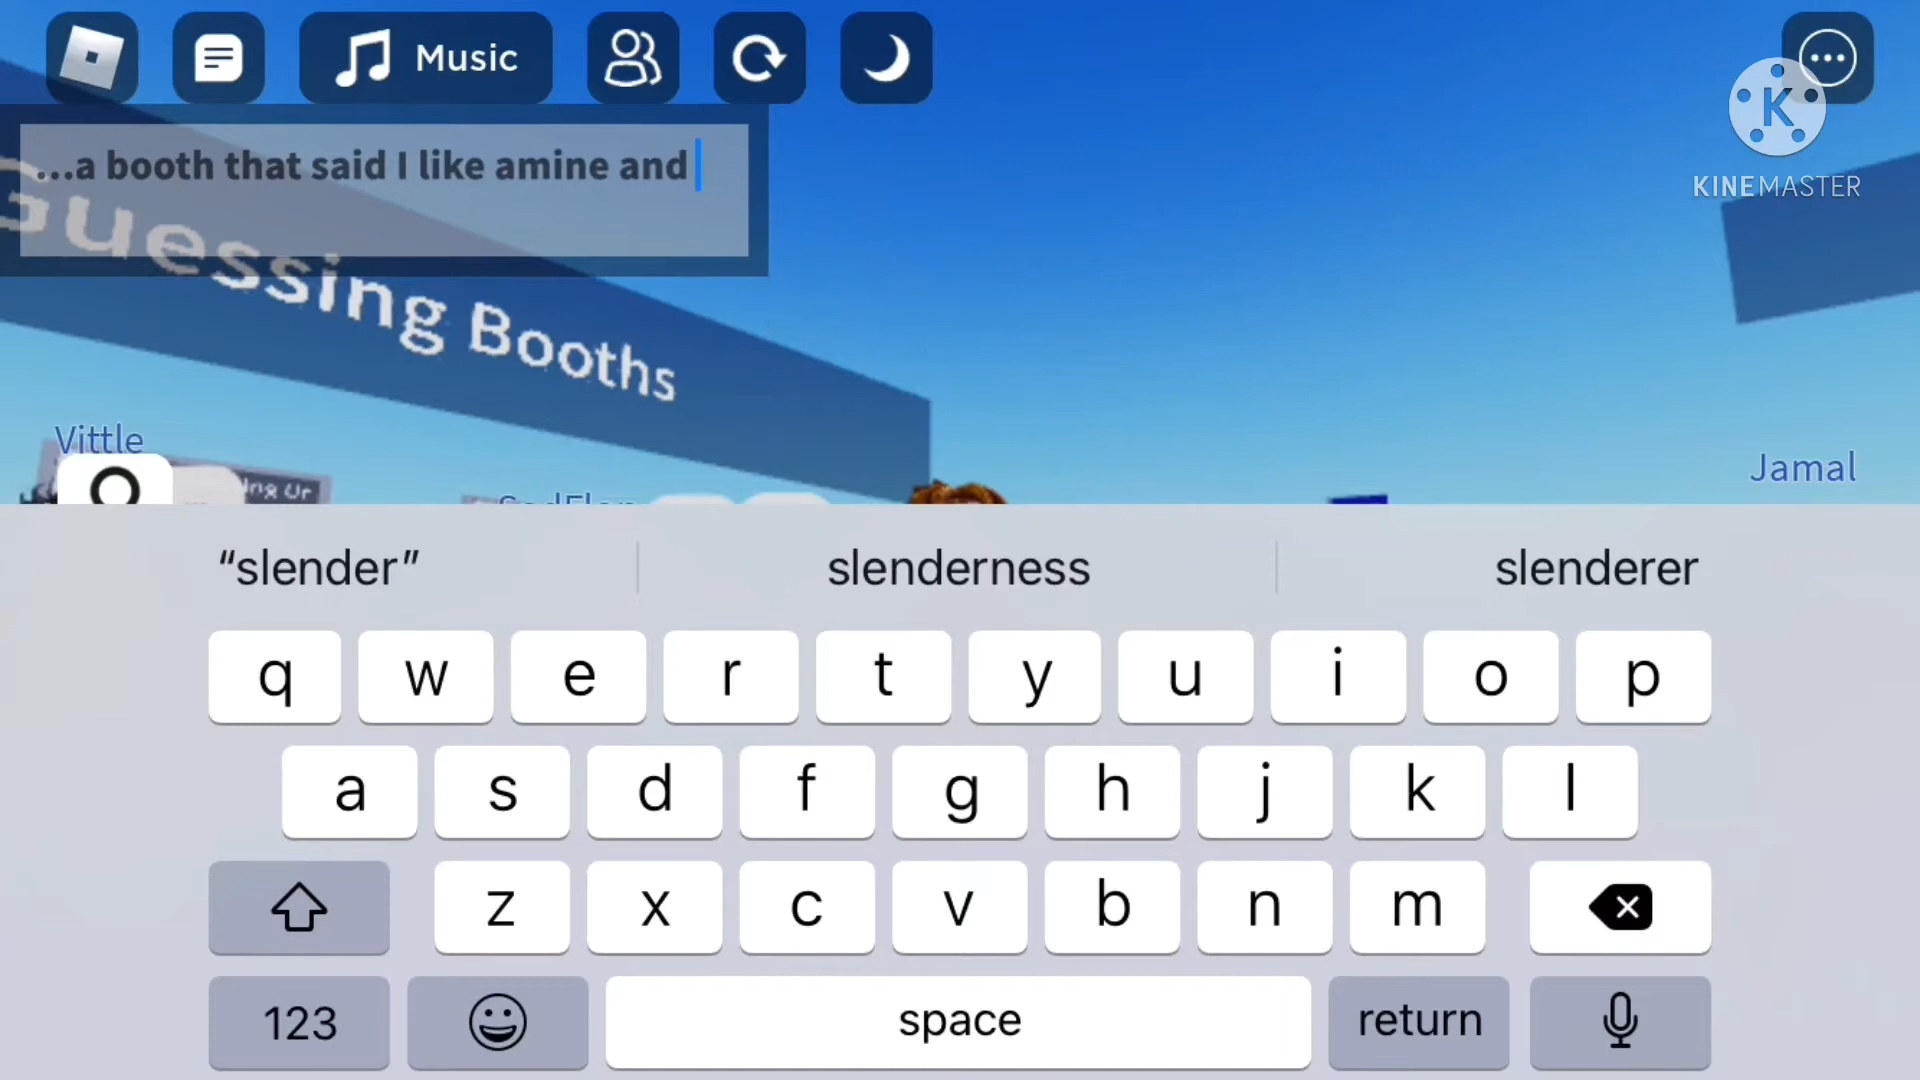 Music
...a booth that said I like amine and
K
KINEMASTER
Guessing Booths
Vittle
Jamal
“slender” slenderness slenderer
q w e r t y u i o p
a s d f g h j k l
z x c v b n m
123 space return